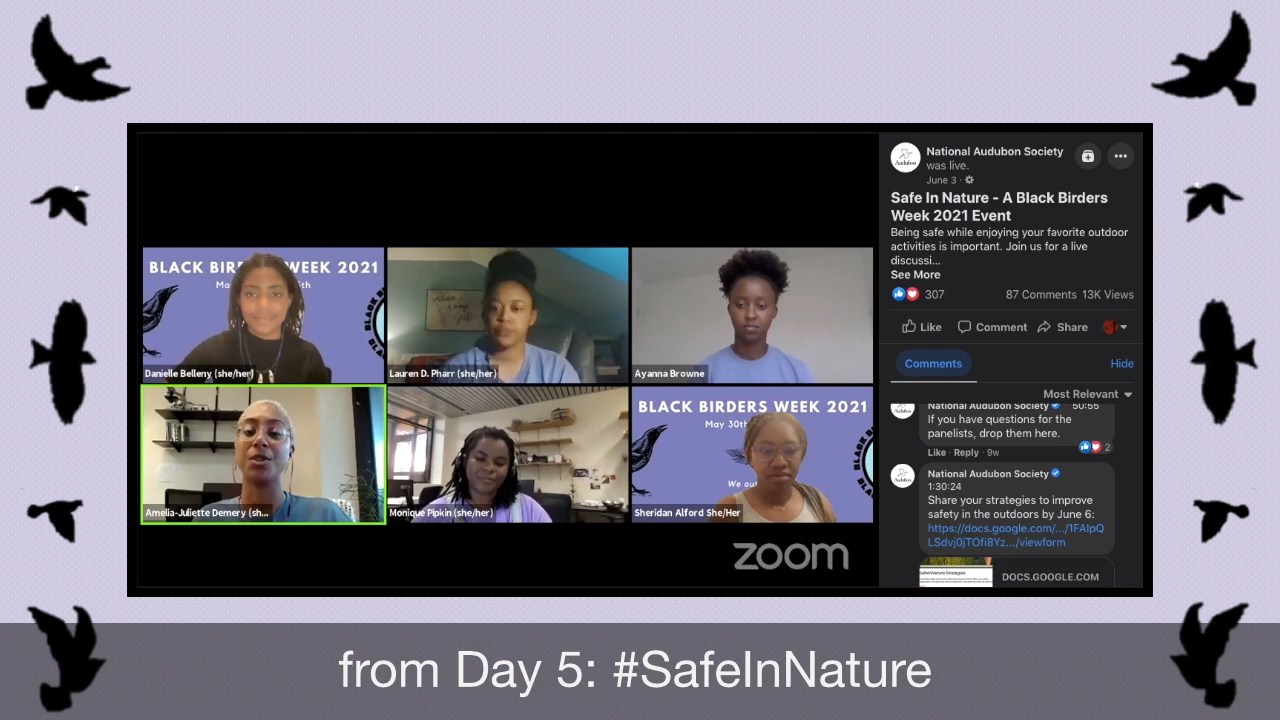 BLACK BIRDERS WEEK 2021
Danielle Belleny (she/her)
Lauren D. Pharr (she/her)
Ayanna Browne
Amelia-Juliette Demery (sh...
Monique Pipkin (she/her)
BLACK BIRDERS WEEK 2021
May 30th
We ou
Sheridan Alford She/Her
zoom
Audubon
National Audubon Society
was live.
June 3 ·
Safe In Nature - A Black Birders
Week 2021 Event
Being safe while enjoying your favorite outdoor
activities is important. Join us for a live
discussi...
See More
307 87 Comments 13K Views
Like Comment Share
Comments Hide
Most Relevant
National Audubon Society · 50:55
If you have questions for the
panelists, drop them here.
Like · Reply · 9w 2
National Audubon Society ·
1:30:24
Share your strategies to improve
safety in the outdoors by June 6:
https://docs.google.com/.../1FAIpQ
LSdvj0jTOfi8Yz.../viewform
DOCS.GOOGLE.COM
from Day 5: #SafeInNature